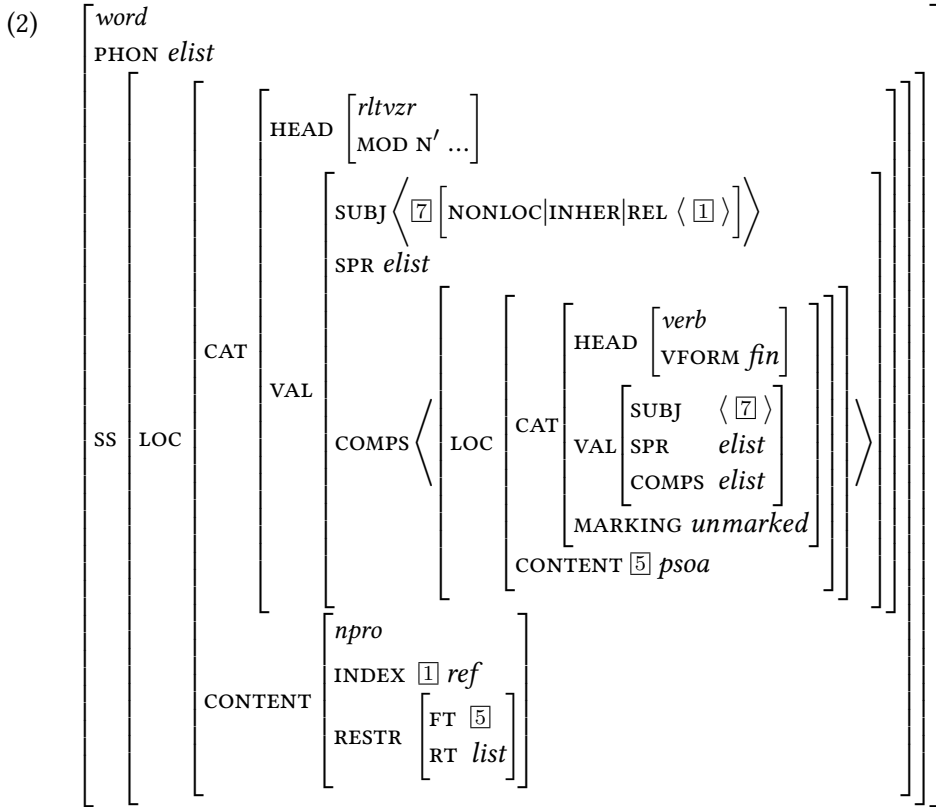 (2)
word
PHON elist
HEAD [rltvzr
MOD N′ ...]
SUBJ ⟨ 7 [NONLOC|INHER|REL ⟨ 1 ⟩] ⟩
SPR elist
HEAD [verb
VFORM fin]
CAT
VAL
SUBJ ⟨ 7 ⟩
SS LOC COMPS ⟨ LOC CAT VAL SPR elist ⟩
COMPS elist
MARKING unmarked
CONTENT 5 psoa
npro
INDEX 1 ref
CONTENT
FT 5
RESTR
RT list